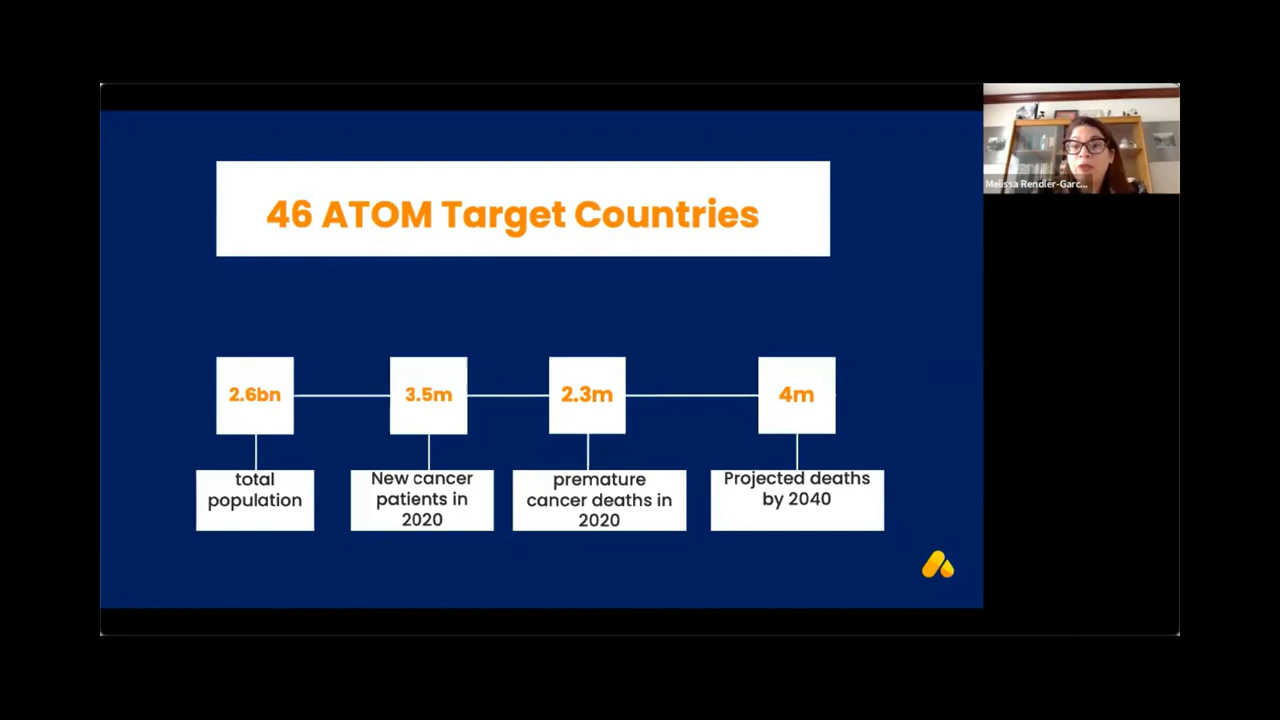 46 ATOM Target Countries
Melissa Rendler-Garc...
2.6bn
3.5m
2.3m
4m
total
population
New cancer
patients in
2020
premature
cancer deaths in
2020
Projected deaths
by 2040